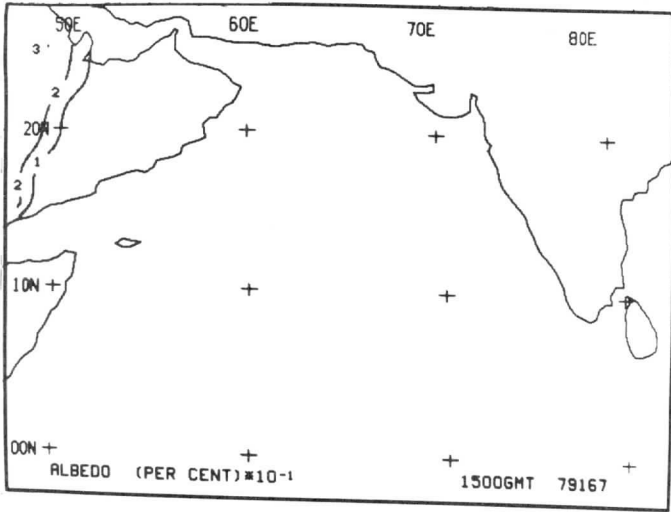 50E 60E 70E 80E
3
2
20N
1
2
10N
00N
ALBEDO (PER CENT)*10-1 1500GMT 79167